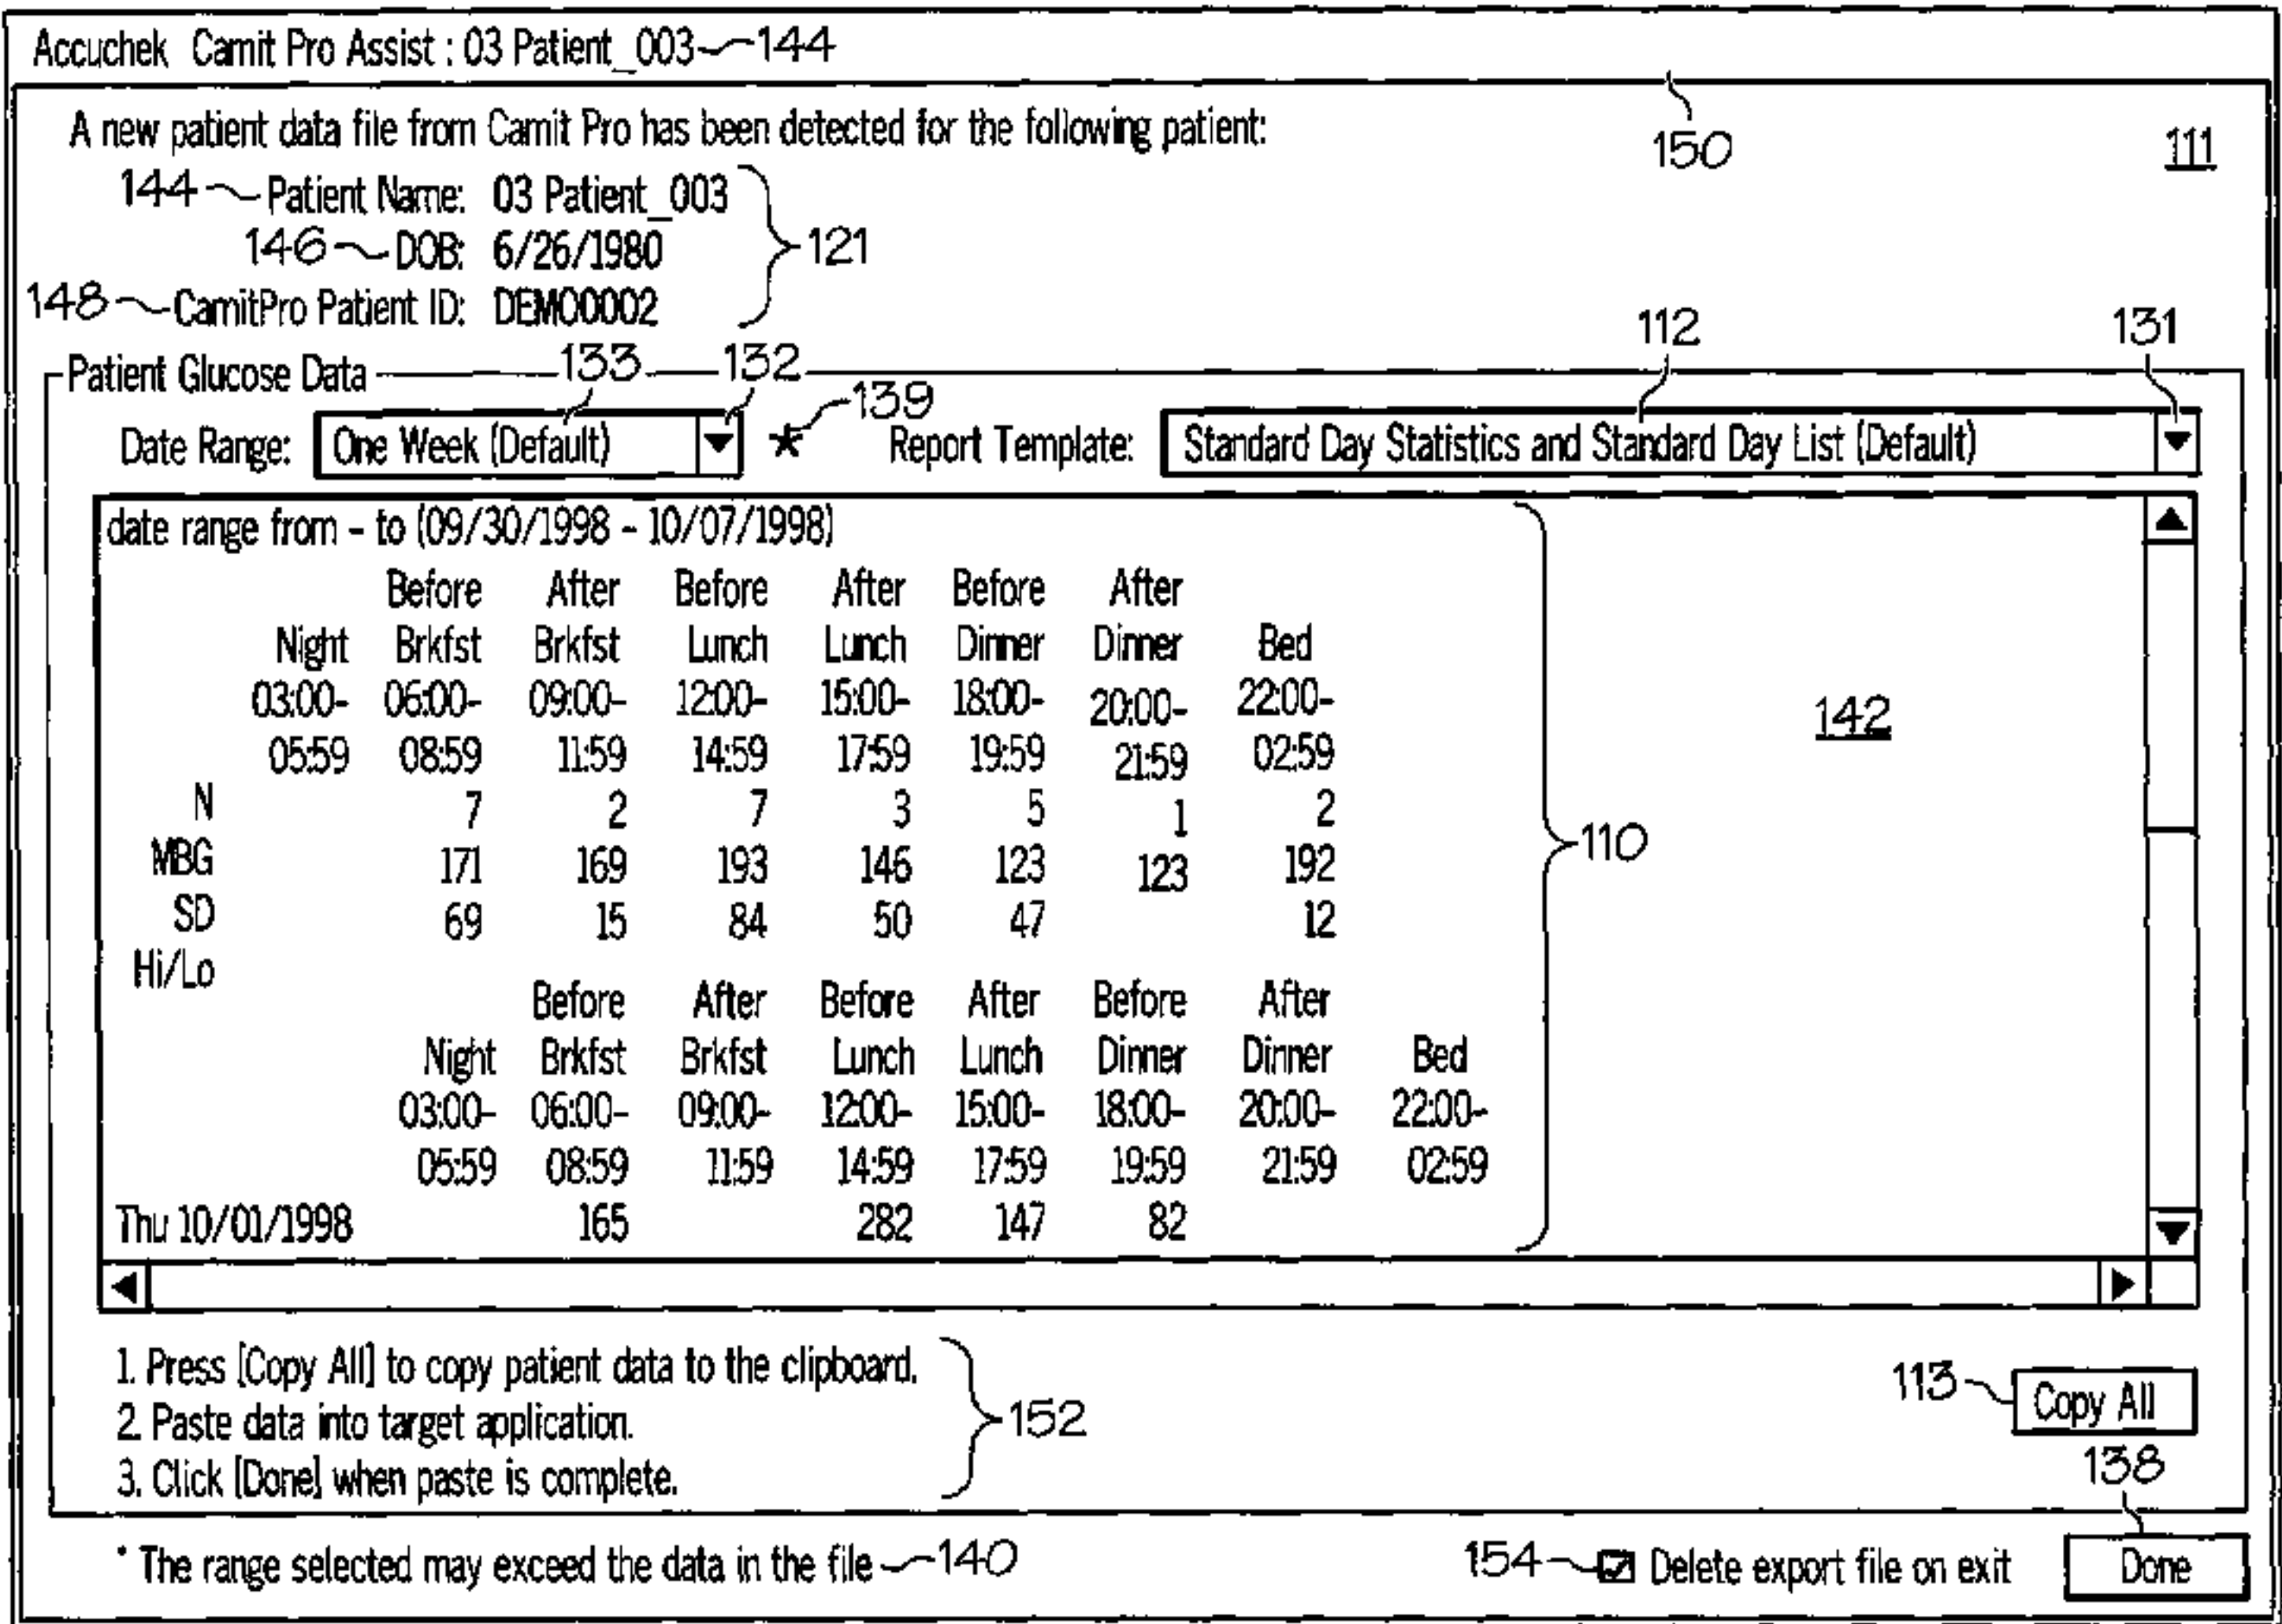 Accuchek Camit Pro Assist : 03 Patient_003 144
A new patient data file from Camit Pro has been detected for the following patient:
150
111
144 Patient Name: 03 Patient_003
146 DOB: 6/26/1980
121
148 CamitPro Patient ID: DEMO0002
112
131
Patient Glucose Data
133
132
139
Date Range: One Week (Default) ★ Report Template: Standard Day Statistics and Standard Day List (Default)
date range from - to (09/30/1998 - 10/07/1998)
Before After Before After Before After
Night Brkfst Brkfst Lunch Lunch Dinner Dinner Bed
03:00- 06:00- 09:00- 12:00- 15:00- 18:00- 20:00- 22:00-
05:59 08:59 11:59 14:59 17:59 19:59 21:59 02:59
142
N 7 2 7 3 5 1 2
MBG 171 169 193 146 123 123 192
110
SD 69 15 84 50 47 12
Hi/Lo
Before After Before After Before After
Night Brkfst Brkfst Lunch Lunch Dinner Dinner Bed
03:00- 06:00- 09:00- 12:00- 15:00- 18:00- 20:00- 22:00-
05:59 08:59 11:59 14:59 17:59 19:59 21:59 02:59
Thu 10/01/1998 165 282 147 82
1. Press [Copy All] to copy patient data to the clipboard.
2. Paste data into target application.
3. Click [Done] when paste is complete.
152
113 Copy All
138
* The range selected may exceed the data in the file 140
154 Delete export file on exit
Done